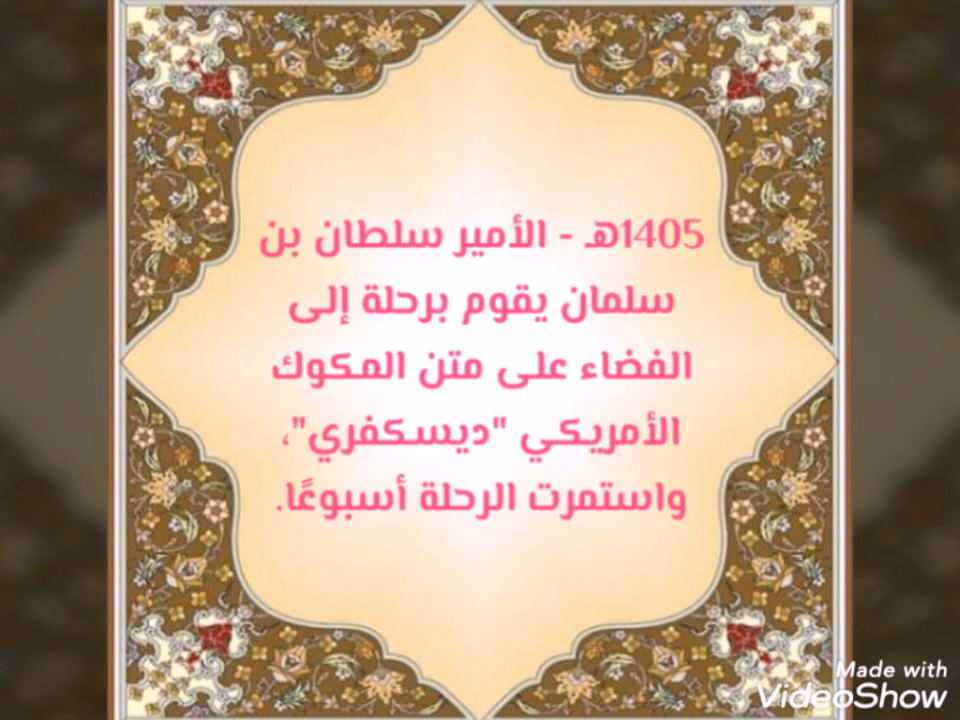 1405هـ - الأمير سلطان بن
سلمان يقوم برحلة إلى
الفضاء على متن المكوك
الأمريكي "ديسكفري"،
واستمرت الرحلة أسبوعًا.
Made with
VideoShow